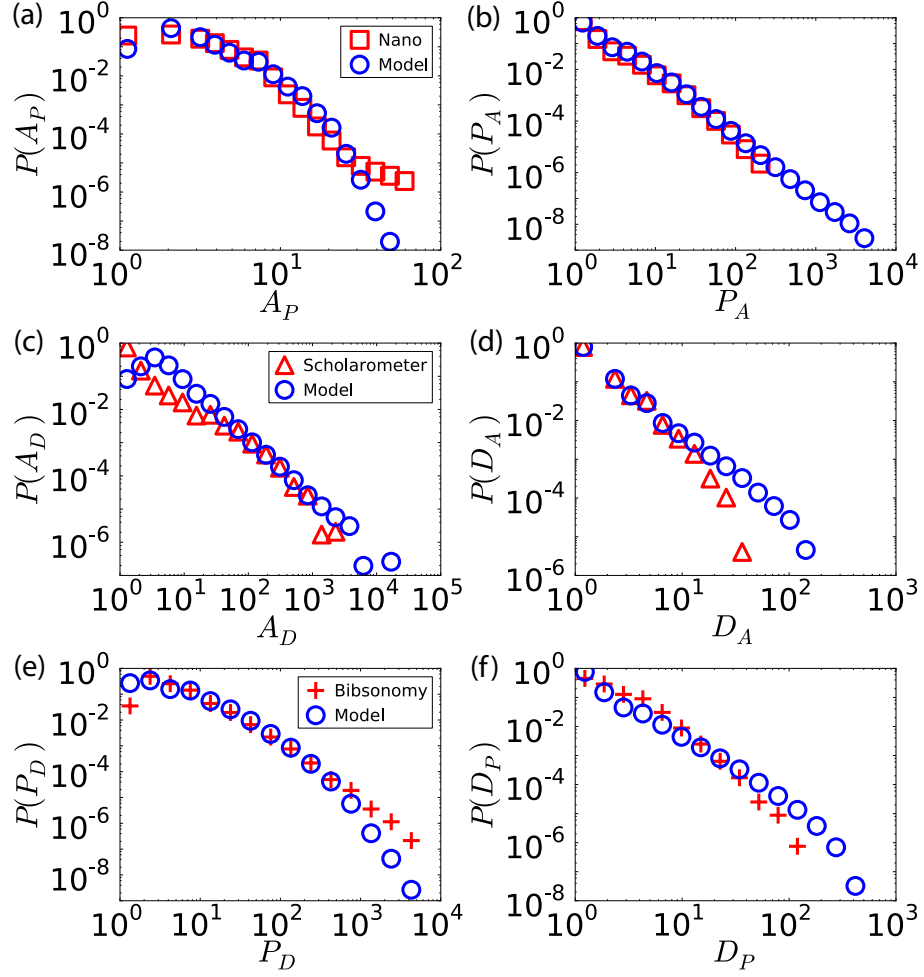 (a)
10^0
10^-2
10^-4
10^-6
10^-8
P(A_P)
Nano
Model
10^0
10^1
10^2
A_P
(b)
10^0
10^-2
10^-4
10^-6
10^-8
P(P_A)
10^0
10^1
10^2
10^3
10^4
P_A
(c)
10^0
10^-2
10^-4
10^-6
P(A_D)
Scholarometer
Model
10^0
10^1
10^2
10^3
10^4
10^5
A_D
(d)
10^0
10^-2
10^-4
10^-6
P(D_A)
10^0
10^1
10^2
10^3
D_A
(e)
10^0
10^-2
10^-4
10^-6
10^-8
P(P_D)
Bibsonomy
Model
10^0
10^1
10^2
10^3
10^4
P_D
(f)
10^0
10^-2
10^-4
10^-6
10^-8
P(D_P)
10^0
10^1
10^2
10^3
D_P